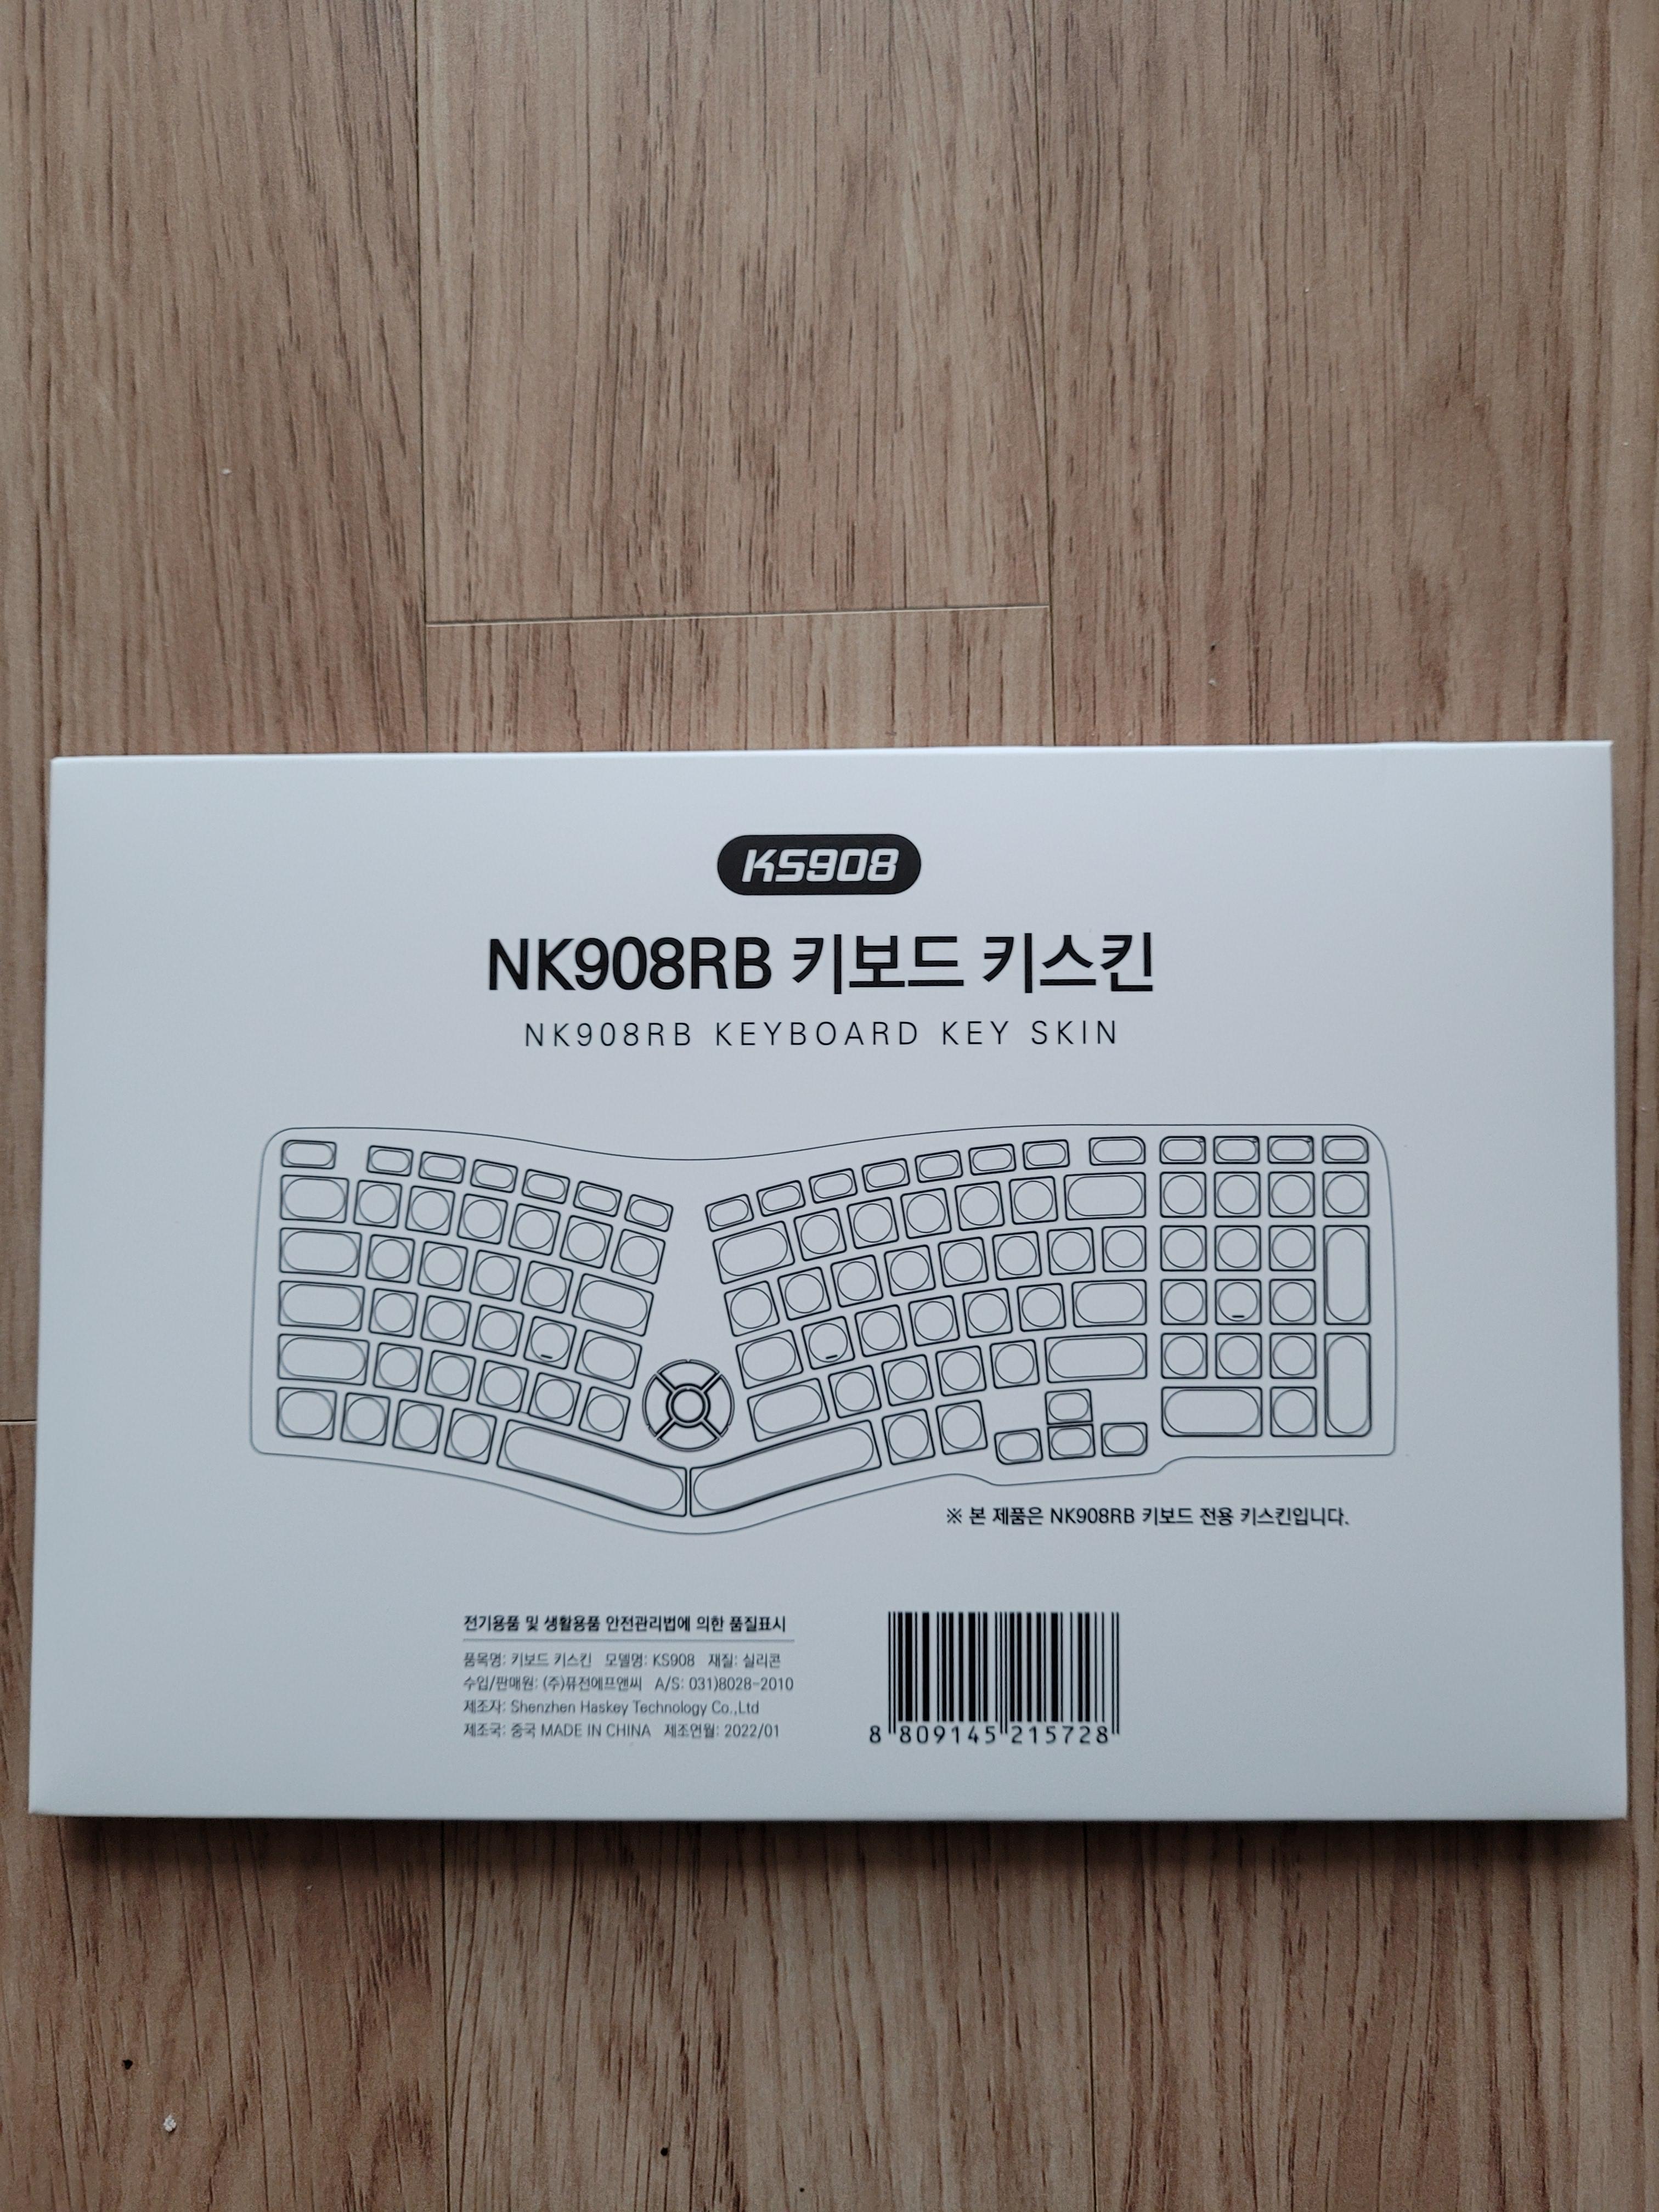 KS908
NK908RB 키보드 키스킨
NK908RB KEYBOARD KEY SKIN
※ 본 제품은 NK908RB 키보드 전용 키스킨입니다.
전기용품 및 생활용품 안전관리법에 의한 품질표시
품목명: 키보드 키스킨 모델명: KS908 재질: 실리콘
수입/판매원: (주)퓨전에프앤씨 A/S: 031)8028-2010
제조자: Shenzhen Haskey Technology Co.,Ltd
제조국: 중국 MADE IN CHINA 제조연월: 2022/01
8 809145 215728